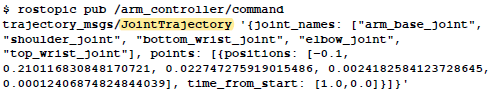 $ rostopic pub /arm_controller/command
trajectory_msgs/JointTrajectory '{joint_names: ["arm_base_joint",
"shoulder_joint", "bottom_wrist_joint", "elbow_joint",
"top_wrist_joint"], points: [{positions: [-0.1,
0.210116830848170721, 0.022747275919015486, 0.0024182584123728645,
0.00012406874824844039], time_from_start: [1.0,0.0]}]}'